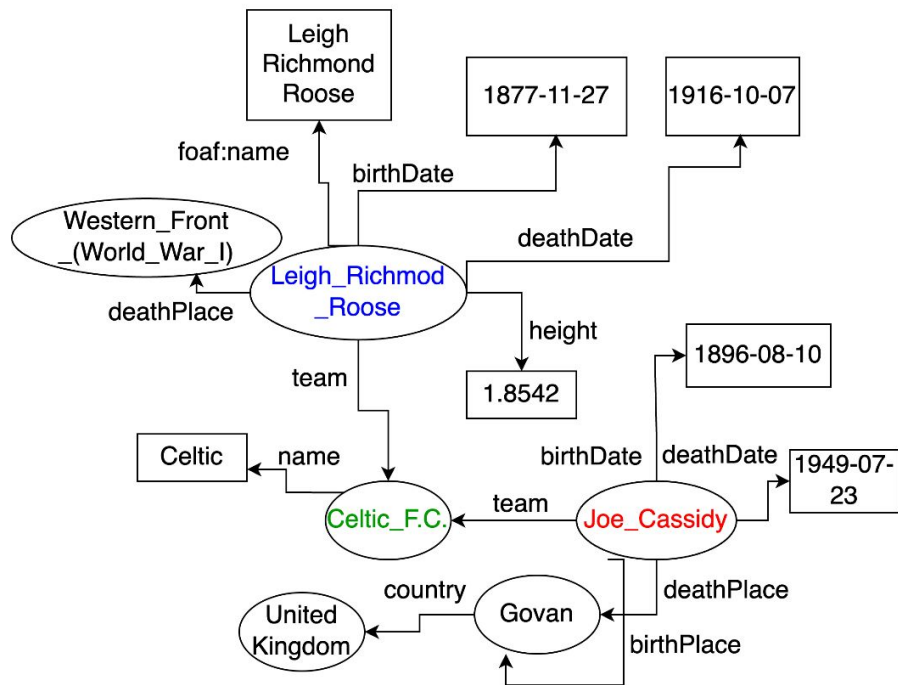 Leigh
Richmond
Roose
1877-11-27
1916-10-07
foaf:name
birthDate
Western_Front
_(World_War_I)
deathDate
Leigh_Richmod
_Roose
deathPlace
height
1896-08-10
team
1.8542
Celtic
name
birthDate
deathDate
1949-07-
23
team
Celtic_F.C.
Joe_Cassidy
country
deathPlace
United
Kingdom
Govan
birthPlace